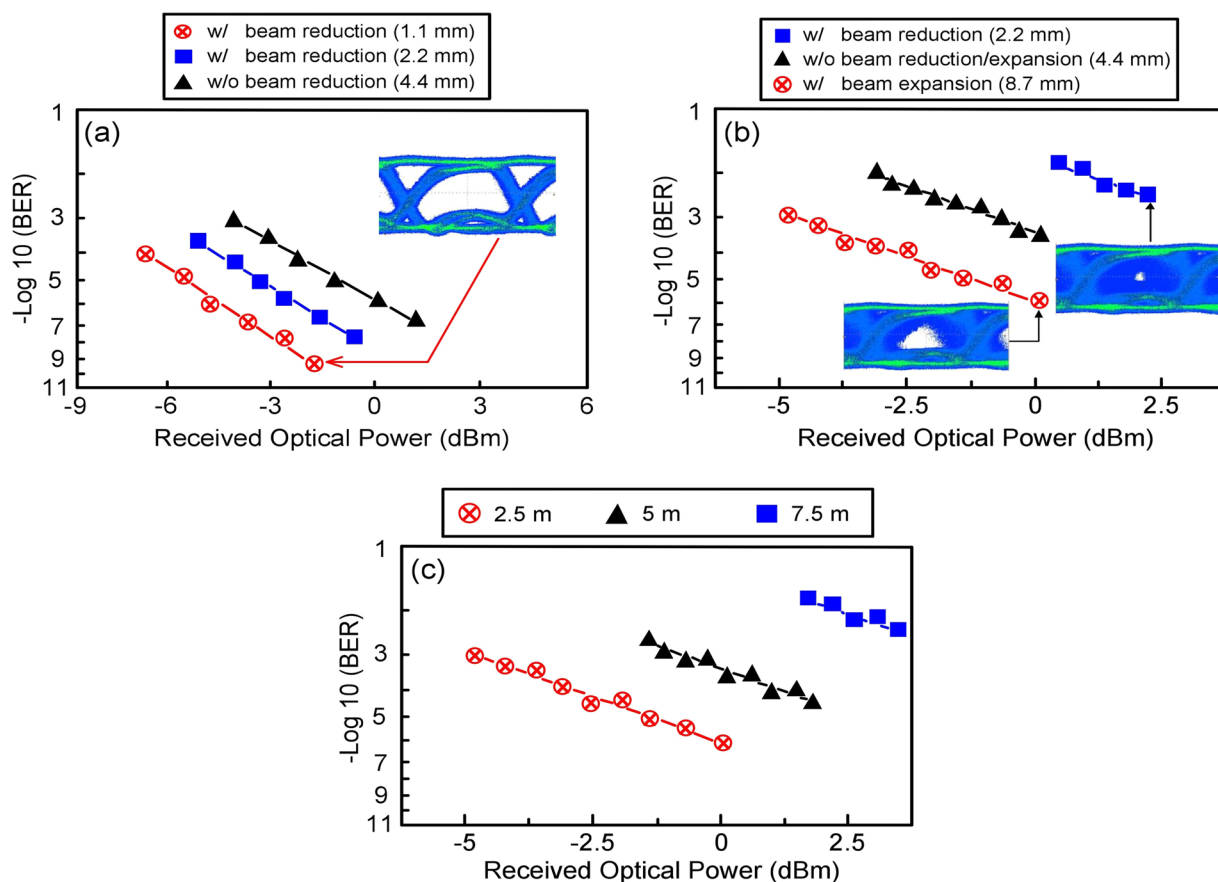 w/ beam reduction (1.1 mm)
w/ beam reduction (2.2 mm)
w/o beam reduction (4.4 mm)
(a)
1
3
5
7
9
11
-Log 10 (BER)
-9
-6
-3
0
3
6
Received Optical Power (dBm)
w/ beam reduction (2.2 mm)
w/o beam reduction/expansion (4.4 mm)
w/ beam expansion (8.7 mm)
(b)
1
3
5
7
9
11
-Log 10 (BER)
-5
-2.5
0
2.5
Received Optical Power (dBm)
2.5 m
5 m
7.5 m
(c)
1
3
5
7
9
11
-Log 10 (BER)
-5
-2.5
0
2.5
Received Optical Power (dBm)